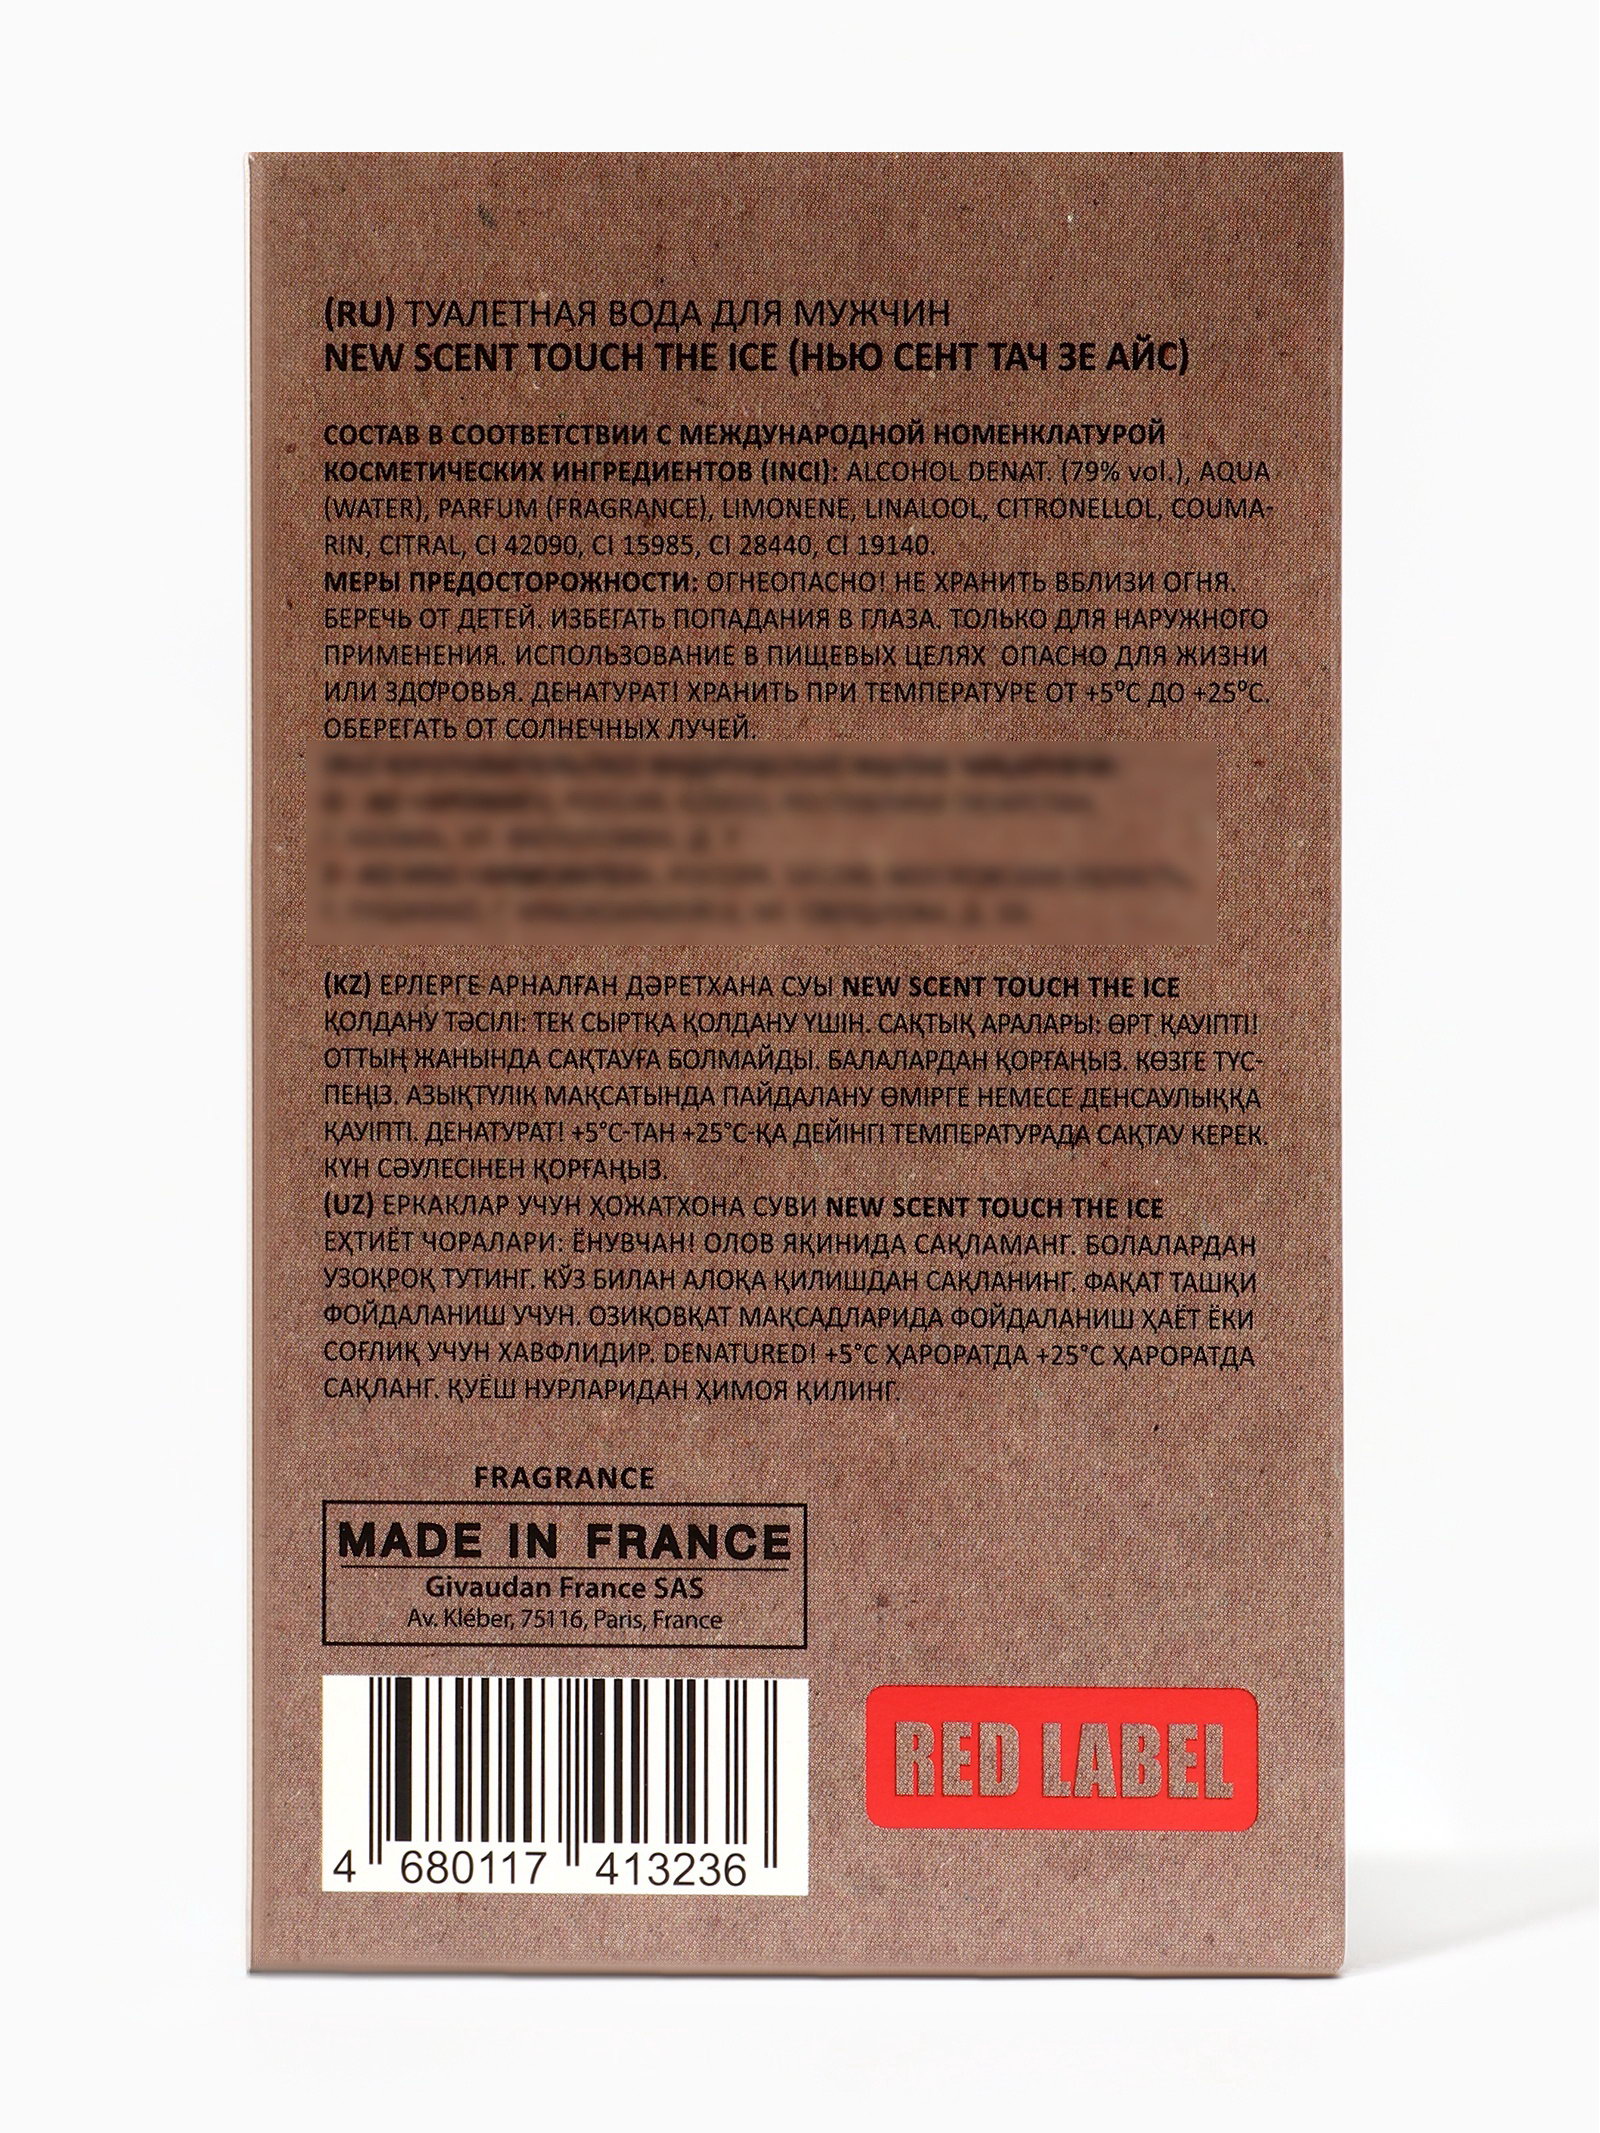 (RU) ТУАЛЕТНАЯ ВОДА ДЛЯ МУЖЧИН
NEW SCENT TOUCH THE ICE (НЬЮ СЕНТ ТАЧ ЗЕ АЙС)
СОСТАВ В СООТВЕТСТВИИ С МЕЖДУНАРОДНОЙ НОМЕНКЛАТУРОЙ
КОСМЕТИЧЕСКИХ ИНГРЕДИЕНТОВ (INCI): ALCOHOL DENAT. (79% vol.), AQUA
(WATER), PARFUM (FRAGRANCE), LIMONENE, LINALOOL, CITRONELLOL, COUMA-
RIN, CITRAL, CI 42090, CI 15985, CI 28440, CI 19140.
МЕРЫ ПРЕДОСТОРОЖНОСТИ: ОГНЕОПАСНО! НЕ ХРАНИТЬ ВБЛИЗИ ОГНЯ.
БЕРЕЧЬ ОТ ДЕТЕЙ. ИЗБЕГАТЬ ПОПАДАНИЯ В ГЛАЗА. ТОЛЬКО ДЛЯ НАРУЖНОГО
ПРИМЕНЕНИЯ. ИСПОЛЬЗОВАНИЕ В ПИЩЕВЫХ ЦЕЛЯХ ОПАСНО ДЛЯ ЖИЗНИ
ИЛИ ЗДОРОВЬЯ. ДЕНАТУРАТ! ХРАНИТЬ ПРИ ТЕМПЕРАТУРЕ ОТ +5⁰С ДО +25⁰С.
ОБЕРЕГАТЬ ОТ СОЛНЕЧНЫХ ЛУЧЕЙ.
(KZ) ЕРЛЕРГЕ АРНАЛҒАН ДӘРЕТХАНА СУЫ NEW SCENT TOUCH THE ICE
ҚОЛДАНУ ТӘСІЛІ: ТЕК СЫРТҚА ҚОЛДАНУ ҮШІН. САҚТЫҚ АРАЛАРЫ: ӨРТ ҚАУІПТІ!
ОТТЫҢ ЖАНЫНДА САҚТАУҒА БОЛМАЙДЫ. БАЛАЛАРДАН ҚОРҒАҢЫЗ. КӨЗГЕ ТҮС-
ПЕҢІЗ. АЗЫҚТҮЛІК МАҚСАТЫНДА ПАЙДАЛАНУ ӨМІРГЕ НЕМЕСЕ ДЕНСАУЛЫҚҚА
ҚАУІПТІ. ДЕНАТУРАТ! +5°С-ТАН +25°С-ҚА ДЕЙІНГІ ТЕМПЕРАТУРАДА САҚТАУ КЕРЕК.
КҮН СӘУЛЕСІНЕН ҚОРҒАҢЫЗ.
(UZ) ЕРКАКЛАР УЧУН ҲОЖАТХОНА СУВИ NEW SCENT TOUCH THE ICE
ЕҲТИЁТ ЧОРАЛАРИ: ЁНУВЧАН! ОЛОВ ЯҚИНИДА САҚЛАМАНГ. БОЛАЛАРДАН
УЗОҚРОҚ ТУТИНГ. КЎЗ БИЛАН АЛОҚА ҚИЛИШДАН САҚЛАНИНГ. ФАҚАТ ТАШҚИ
ФОЙДАЛАНИШ УЧУН. ОЗИҚОВҚАТ МАҚСАДЛАРИДА ФОЙДАЛАНИШ ҲАЁТ ЁКИ
СОҒЛИҚ УЧУН ХАВФЛИДИР. DENATURED! +5°С ҲАРОРАТДА +25°С ҲАРОРАТДА
САҚЛАНГ. ҚУЁШ НУРЛАРИДАН ҲИМОЯ ҚИЛИНГ.
FRAGRANCE
MADE IN FRANCE
Givaudan France SAS
Av. Kléber, 75116, Paris, France
4 680117 413236
RED LABEL